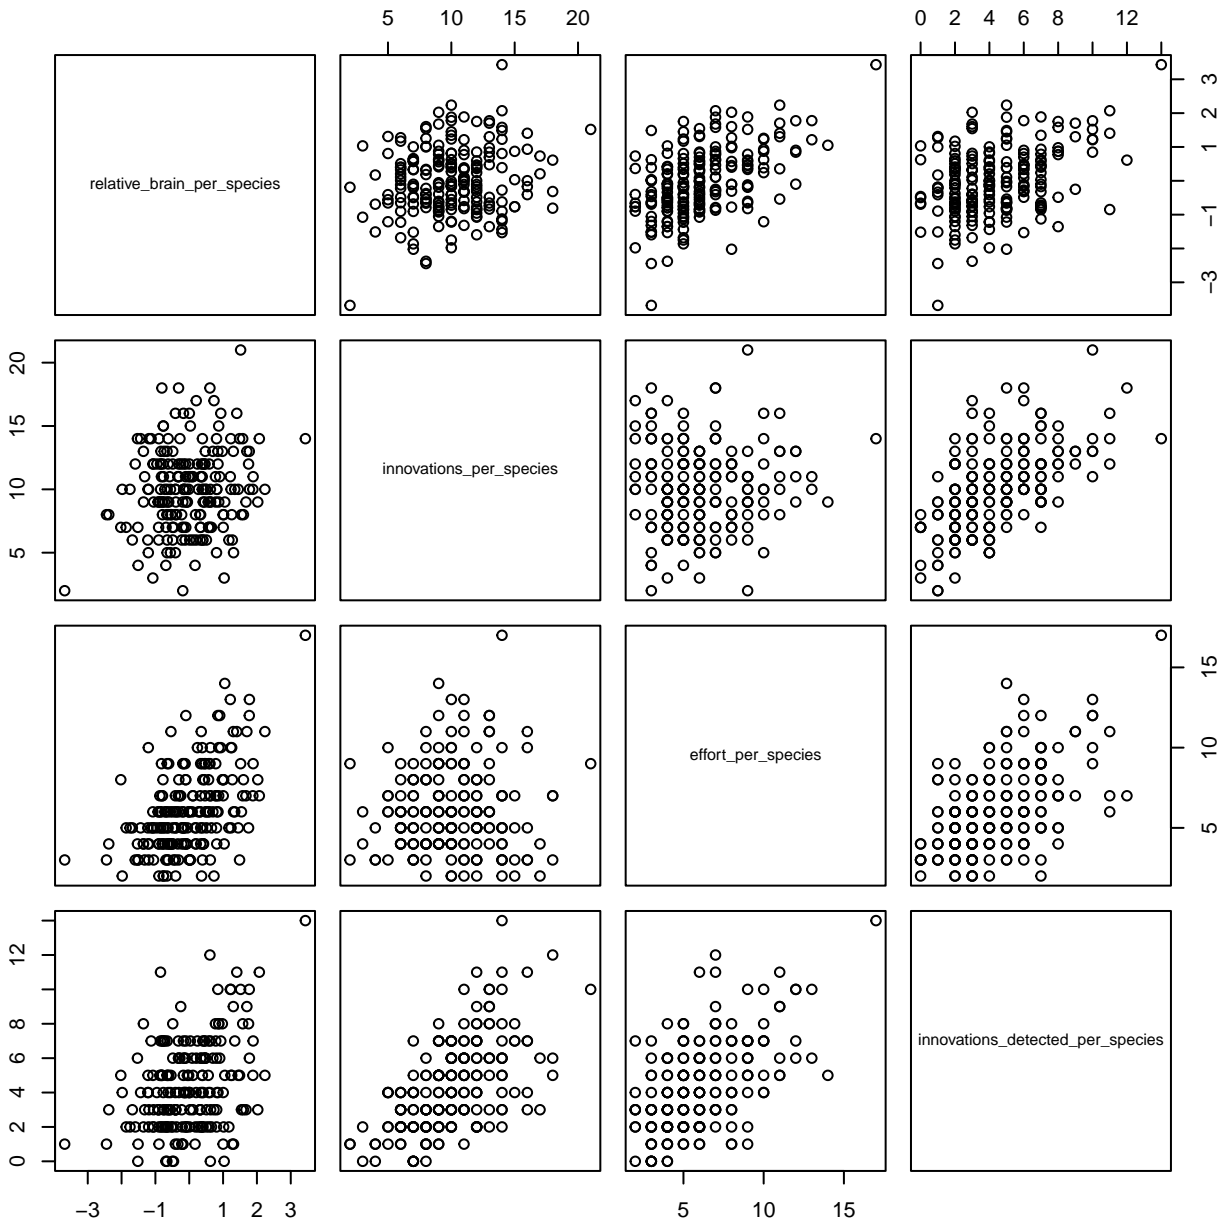 5 10 15 20
0 2 4 6 8 12
relative_brain_per_species
3
2
1
−1
−3
20
15
10
5
innovations_per_species
effort_per_species
15
10
5
12
8
6
4
2
0
innovations_detected_per_species
−3 −1 1 2 3
5 10 15